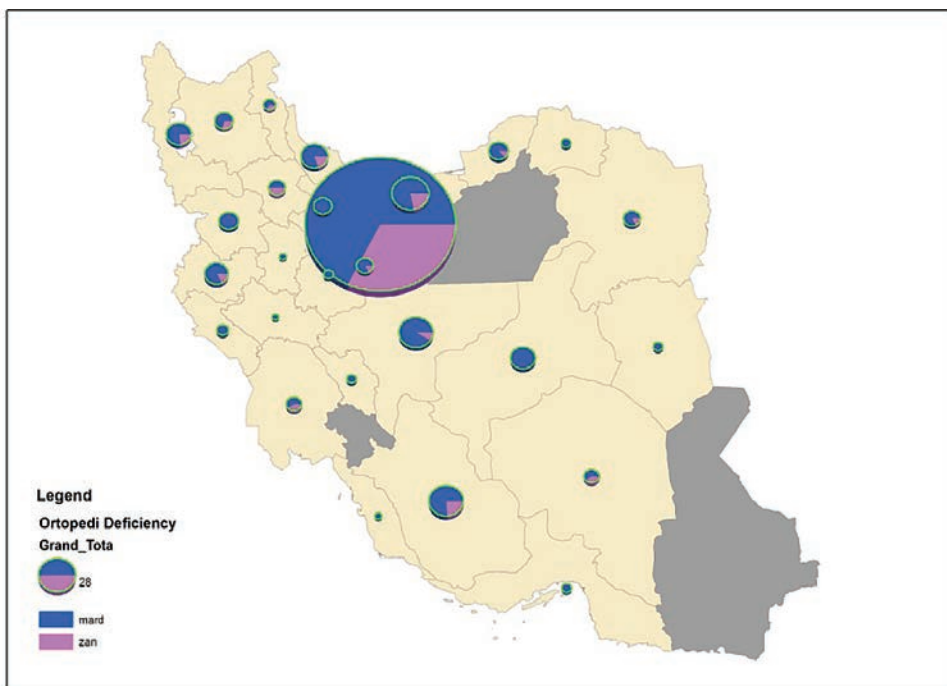 Legend
Ortopedi Deficiency
Grand_Tota
28
mard
zan